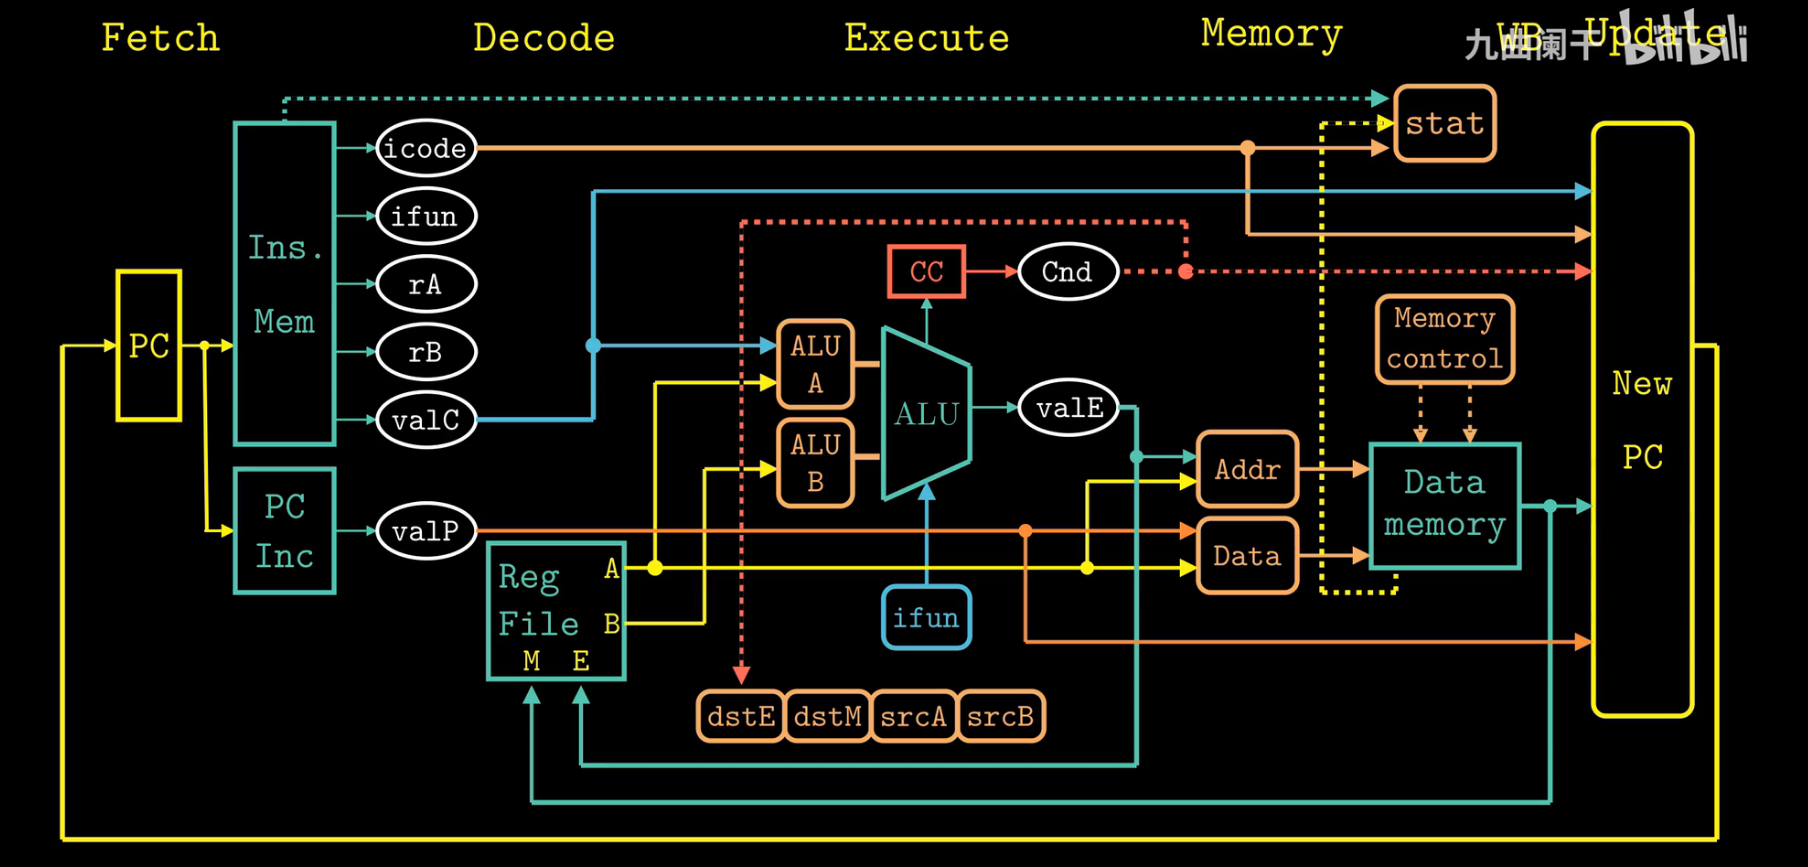 Fetch
Decode
Execute
Memory
WB
Update
九曲阑干
bilibili
stat
icode
ifun
rA
rB
valC
Ins.
Mem
PC
PC
Inc
valP
CC
Cnd
ALU
A
ALU
B
ALU
valE
ifun
Reg
File
A
B
M E
dstE
dstM
srcA
srcB
Memory
control
Addr
Data
Data
memory
New
PC